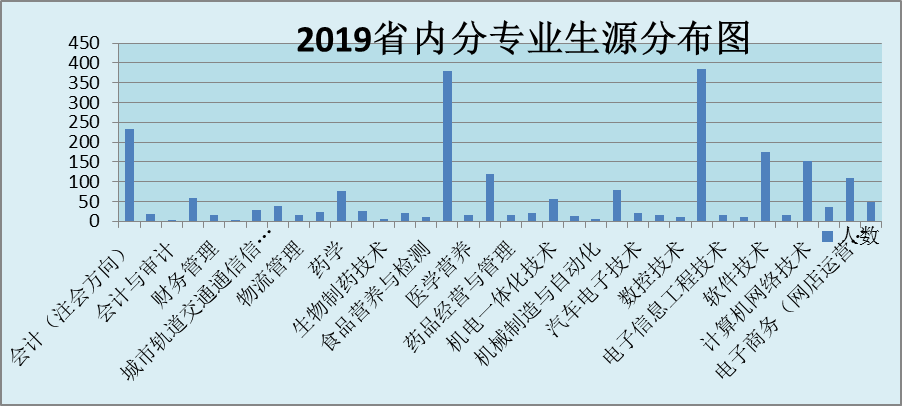 2019省内分专业生源分布图
450
400
350
300
250
200
150
100
50
0
人数
会计（注会方向）
会计与审计
财务管理
城市轨道交通通信信…
物流管理
药学
生物制药技术
食品营养与检测
医学营养
药品经营与管理
机电一体化技术
机械制造与自动化
汽车电子技术
数控技术
电子信息工程技术
软件技术
计算机网络技术
电子商务（网店运营…